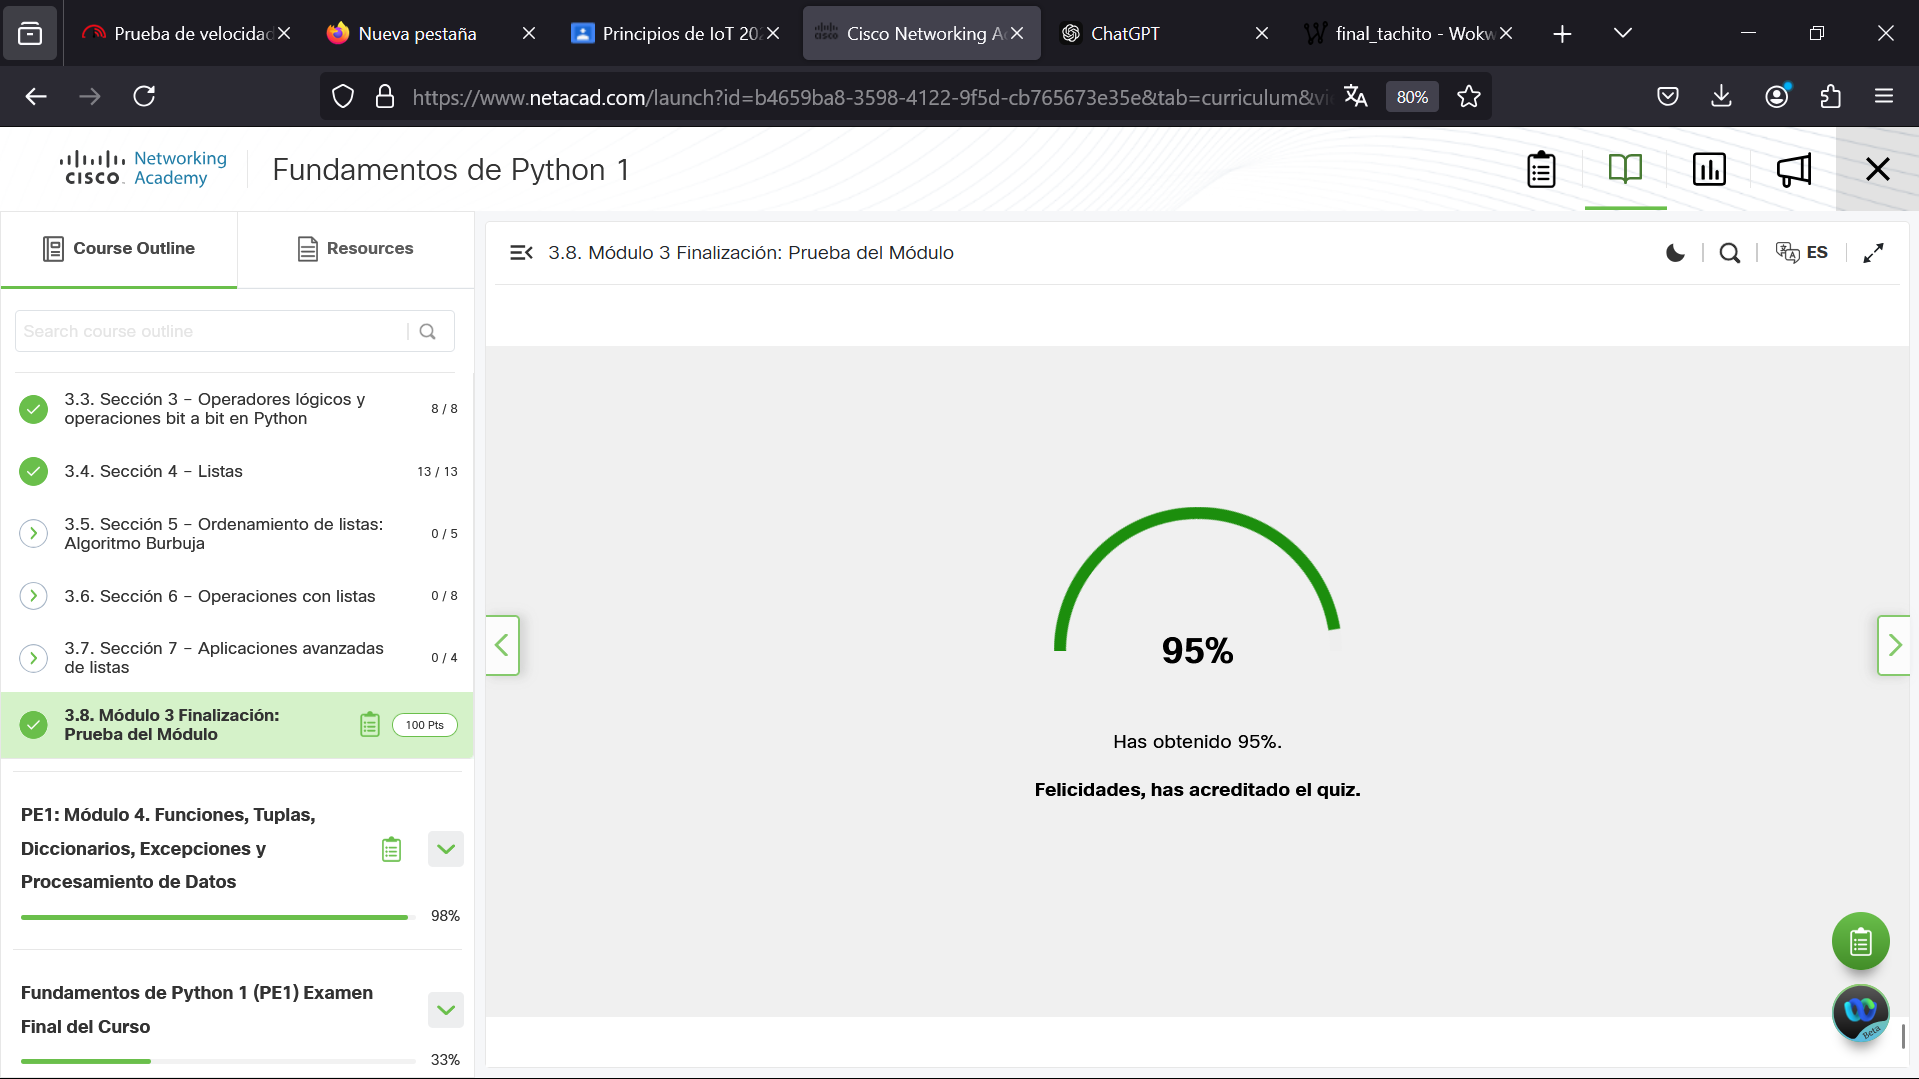 Prueba de velocidad
Nueva pestaña
Principios de IoT 202
Cisco Networking A
ChatGPT
final_tachito - Wokw
https://www.netacad.com/launch?id=b4659ba8-3598-4122-9f5d-cb765673e35e&tab=curriculum&vi
80%
cisco
Networking
Academy
Fundamentos de Python 1
Course Outline
Resources
Search course outline
3.3. Sección 3 – Operadores lógicos y
operaciones bit a bit en Python
8 / 8
3.4. Sección 4 – Listas
13 / 13
3.5. Sección 5 – Ordenamiento de listas:
Algoritmo Burbuja
0 / 5
3.6. Sección 6 – Operaciones con listas
0 / 8
3.7. Sección 7 – Aplicaciones avanzadas
de listas
0 / 4
3.8. Módulo 3 Finalización:
Prueba del Módulo
100 Pts
PE1: Módulo 4. Funciones, Tuplas,
Diccionarios, Excepciones y
Procesamiento de Datos
98%
Fundamentos de Python 1 (PE1) Examen
Final del Curso
33%
3.8. Módulo 3 Finalización: Prueba del Módulo
ES
95%
Has obtenido 95%.
Felicidades, has acreditado el quiz.
Beta